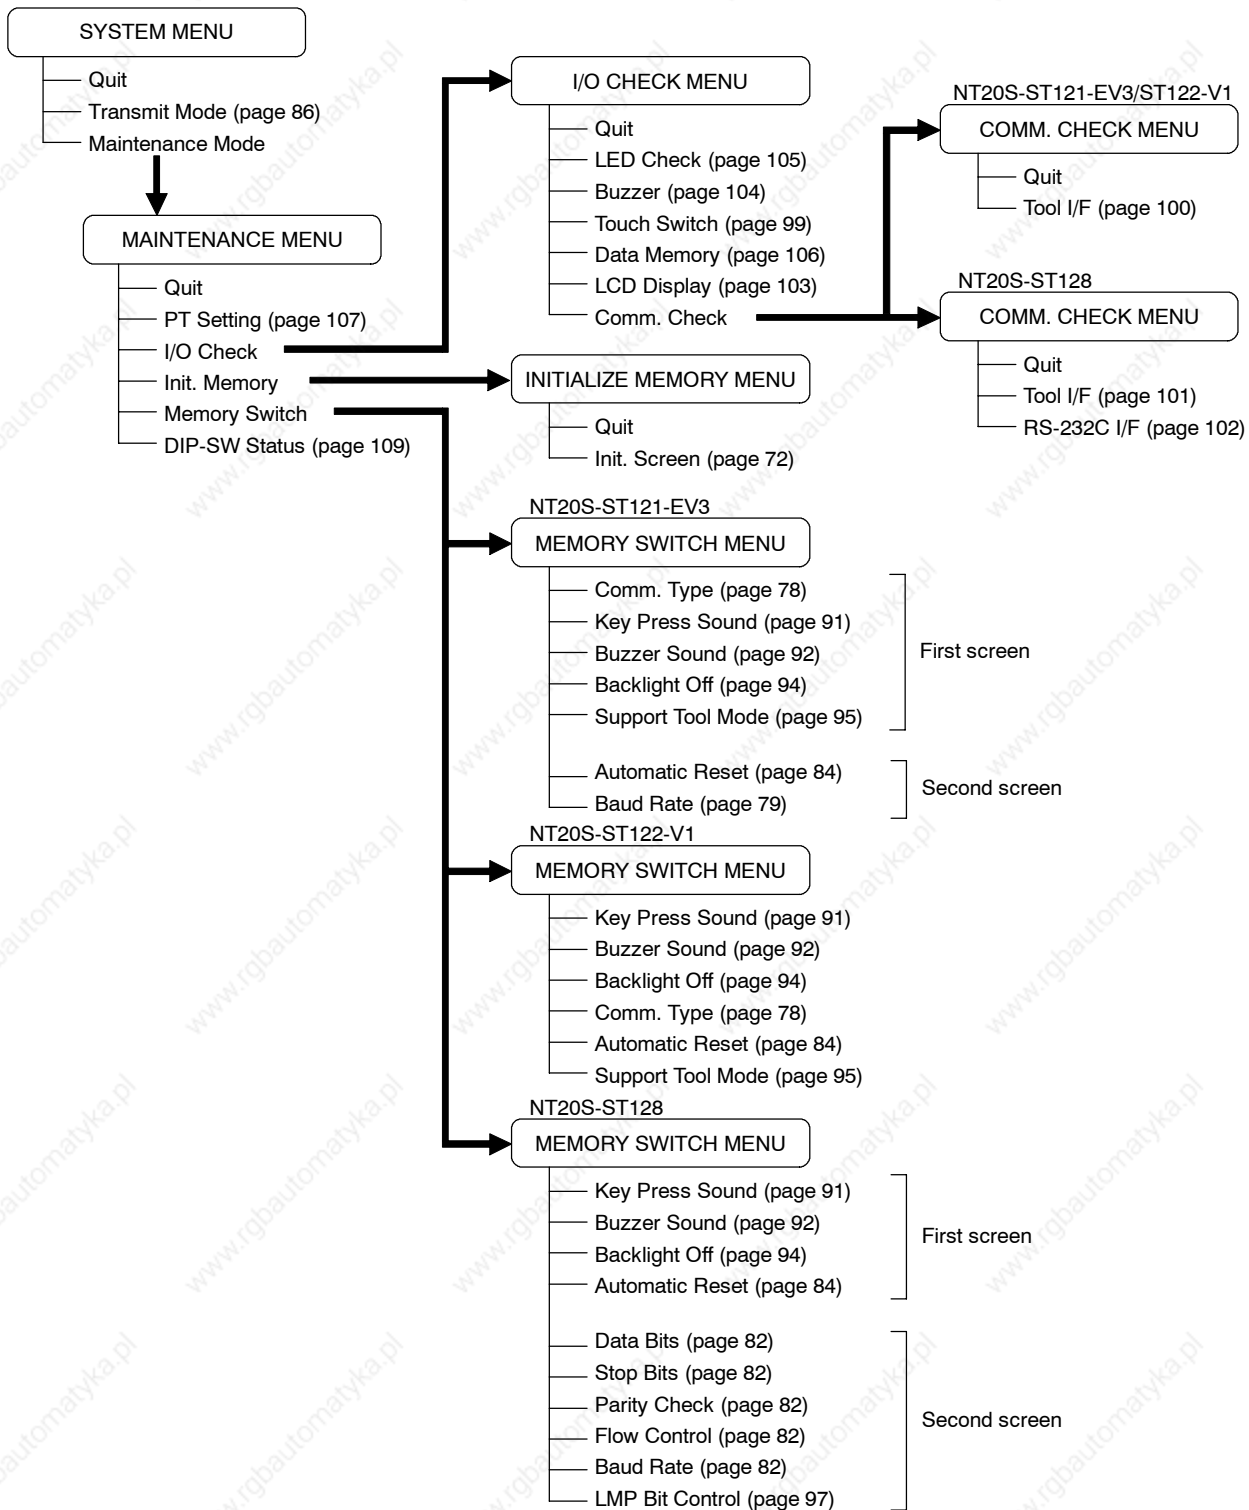 SYSTEM MENU
Quit
Transmit Mode (page 86)
Maintenance Mode
MAINTENANCE MENU
Quit
PT Setting (page 107)
I/O Check
Init. Memory
Memory Switch
DIP-SW Status (page 109)
I/O CHECK MENU
Quit
LED Check (page 105)
Buzzer (page 104)
Touch Switch (page 99)
Data Memory (page 106)
LCD Display (page 103)
Comm. Check
NT20S-ST121-EV3/ST122-V1
COMM. CHECK MENU
Quit
Tool I/F (page 100)
NT20S-ST128
COMM. CHECK MENU
Quit
Tool I/F (page 101)
RS-232C I/F (page 102)
INITIALIZE MEMORY MENU
Quit
Init. Screen (page 72)
NT20S-ST121-EV3
MEMORY SWITCH MENU
Comm. Type (page 78)
Key Press Sound (page 91)
Buzzer Sound (page 92)
Backlight Off (page 94)
Support Tool Mode (page 95)
First screen
Automatic Reset (page 84)
Baud Rate (page 79)
Second screen
NT20S-ST122-V1
MEMORY SWITCH MENU
Key Press Sound (page 91)
Buzzer Sound (page 92)
Backlight Off (page 94)
Comm. Type (page 78)
Automatic Reset (page 84)
Support Tool Mode (page 95)
NT20S-ST128
MEMORY SWITCH MENU
Key Press Sound (page 91)
Buzzer Sound (page 92)
Backlight Off (page 94)
Automatic Reset (page 84)
First screen
Data Bits (page 82)
Stop Bits (page 82)
Parity Check (page 82)
Flow Control (page 82)
Baud Rate (page 82)
LMP Bit Control (page 97)
Second screen
www.rgbautomatyka.pl